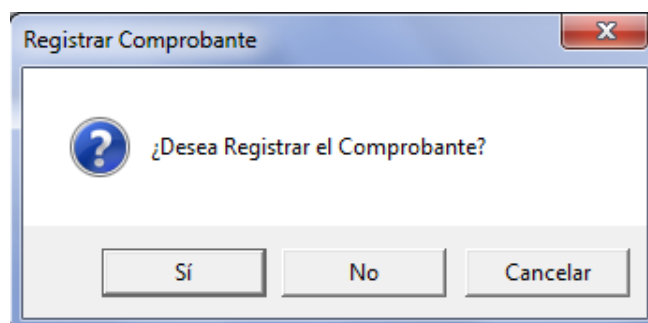 Registrar Comprobante
¿Desea Registrar el Comprobante?
Sí No Cancelar